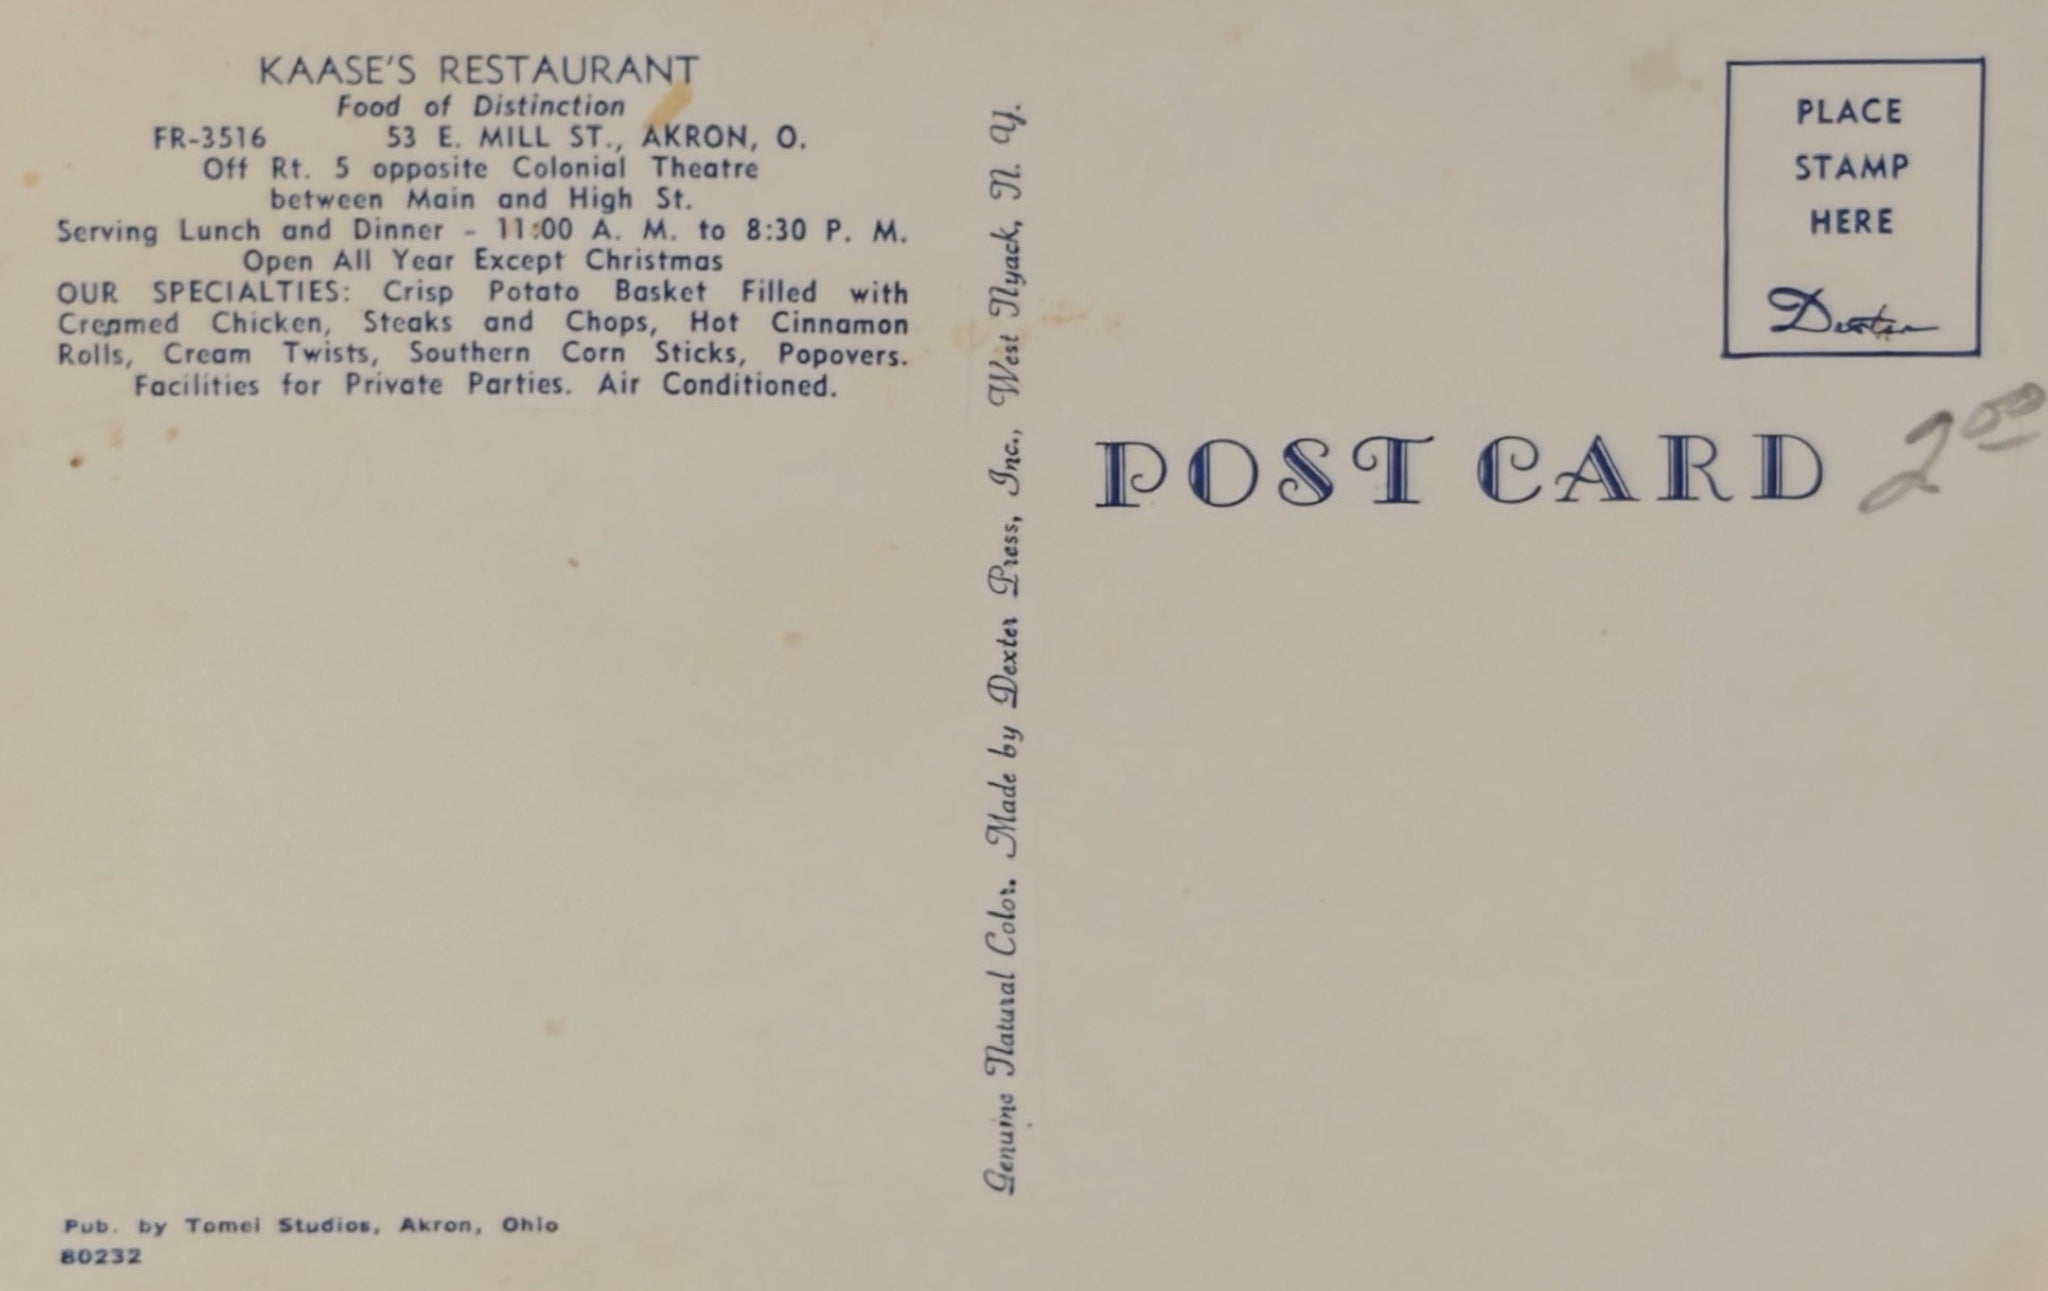 KAASE'S RESTAURANT
Food of Distinction
FR-3516 53 E. MILL ST., AKRON, O.
Off Rt. 5 opposite Colonial Theatre
between Main and High St.
Serving Lunch and Dinner - 11:00 A. M. to 8:30 P. M.
Open All Year Except Christmas
OUR SPECIALTIES: Crisp Potato Basket Filled with
Creamed Chicken, Steaks and Chops, Hot Cinnamon
Rolls, Cream Twists, Southern Corn Sticks, Popovers.
Facilities for Private Parties. Air Conditioned.
Pub. by Tomei Studios, Akron, Ohio
80232
Genuine Natural Color. Made by Dexter Press, Inc., West Nyack, N. Y.
PLACE
STAMP
HERE
Dexter
POST CARD
2 00